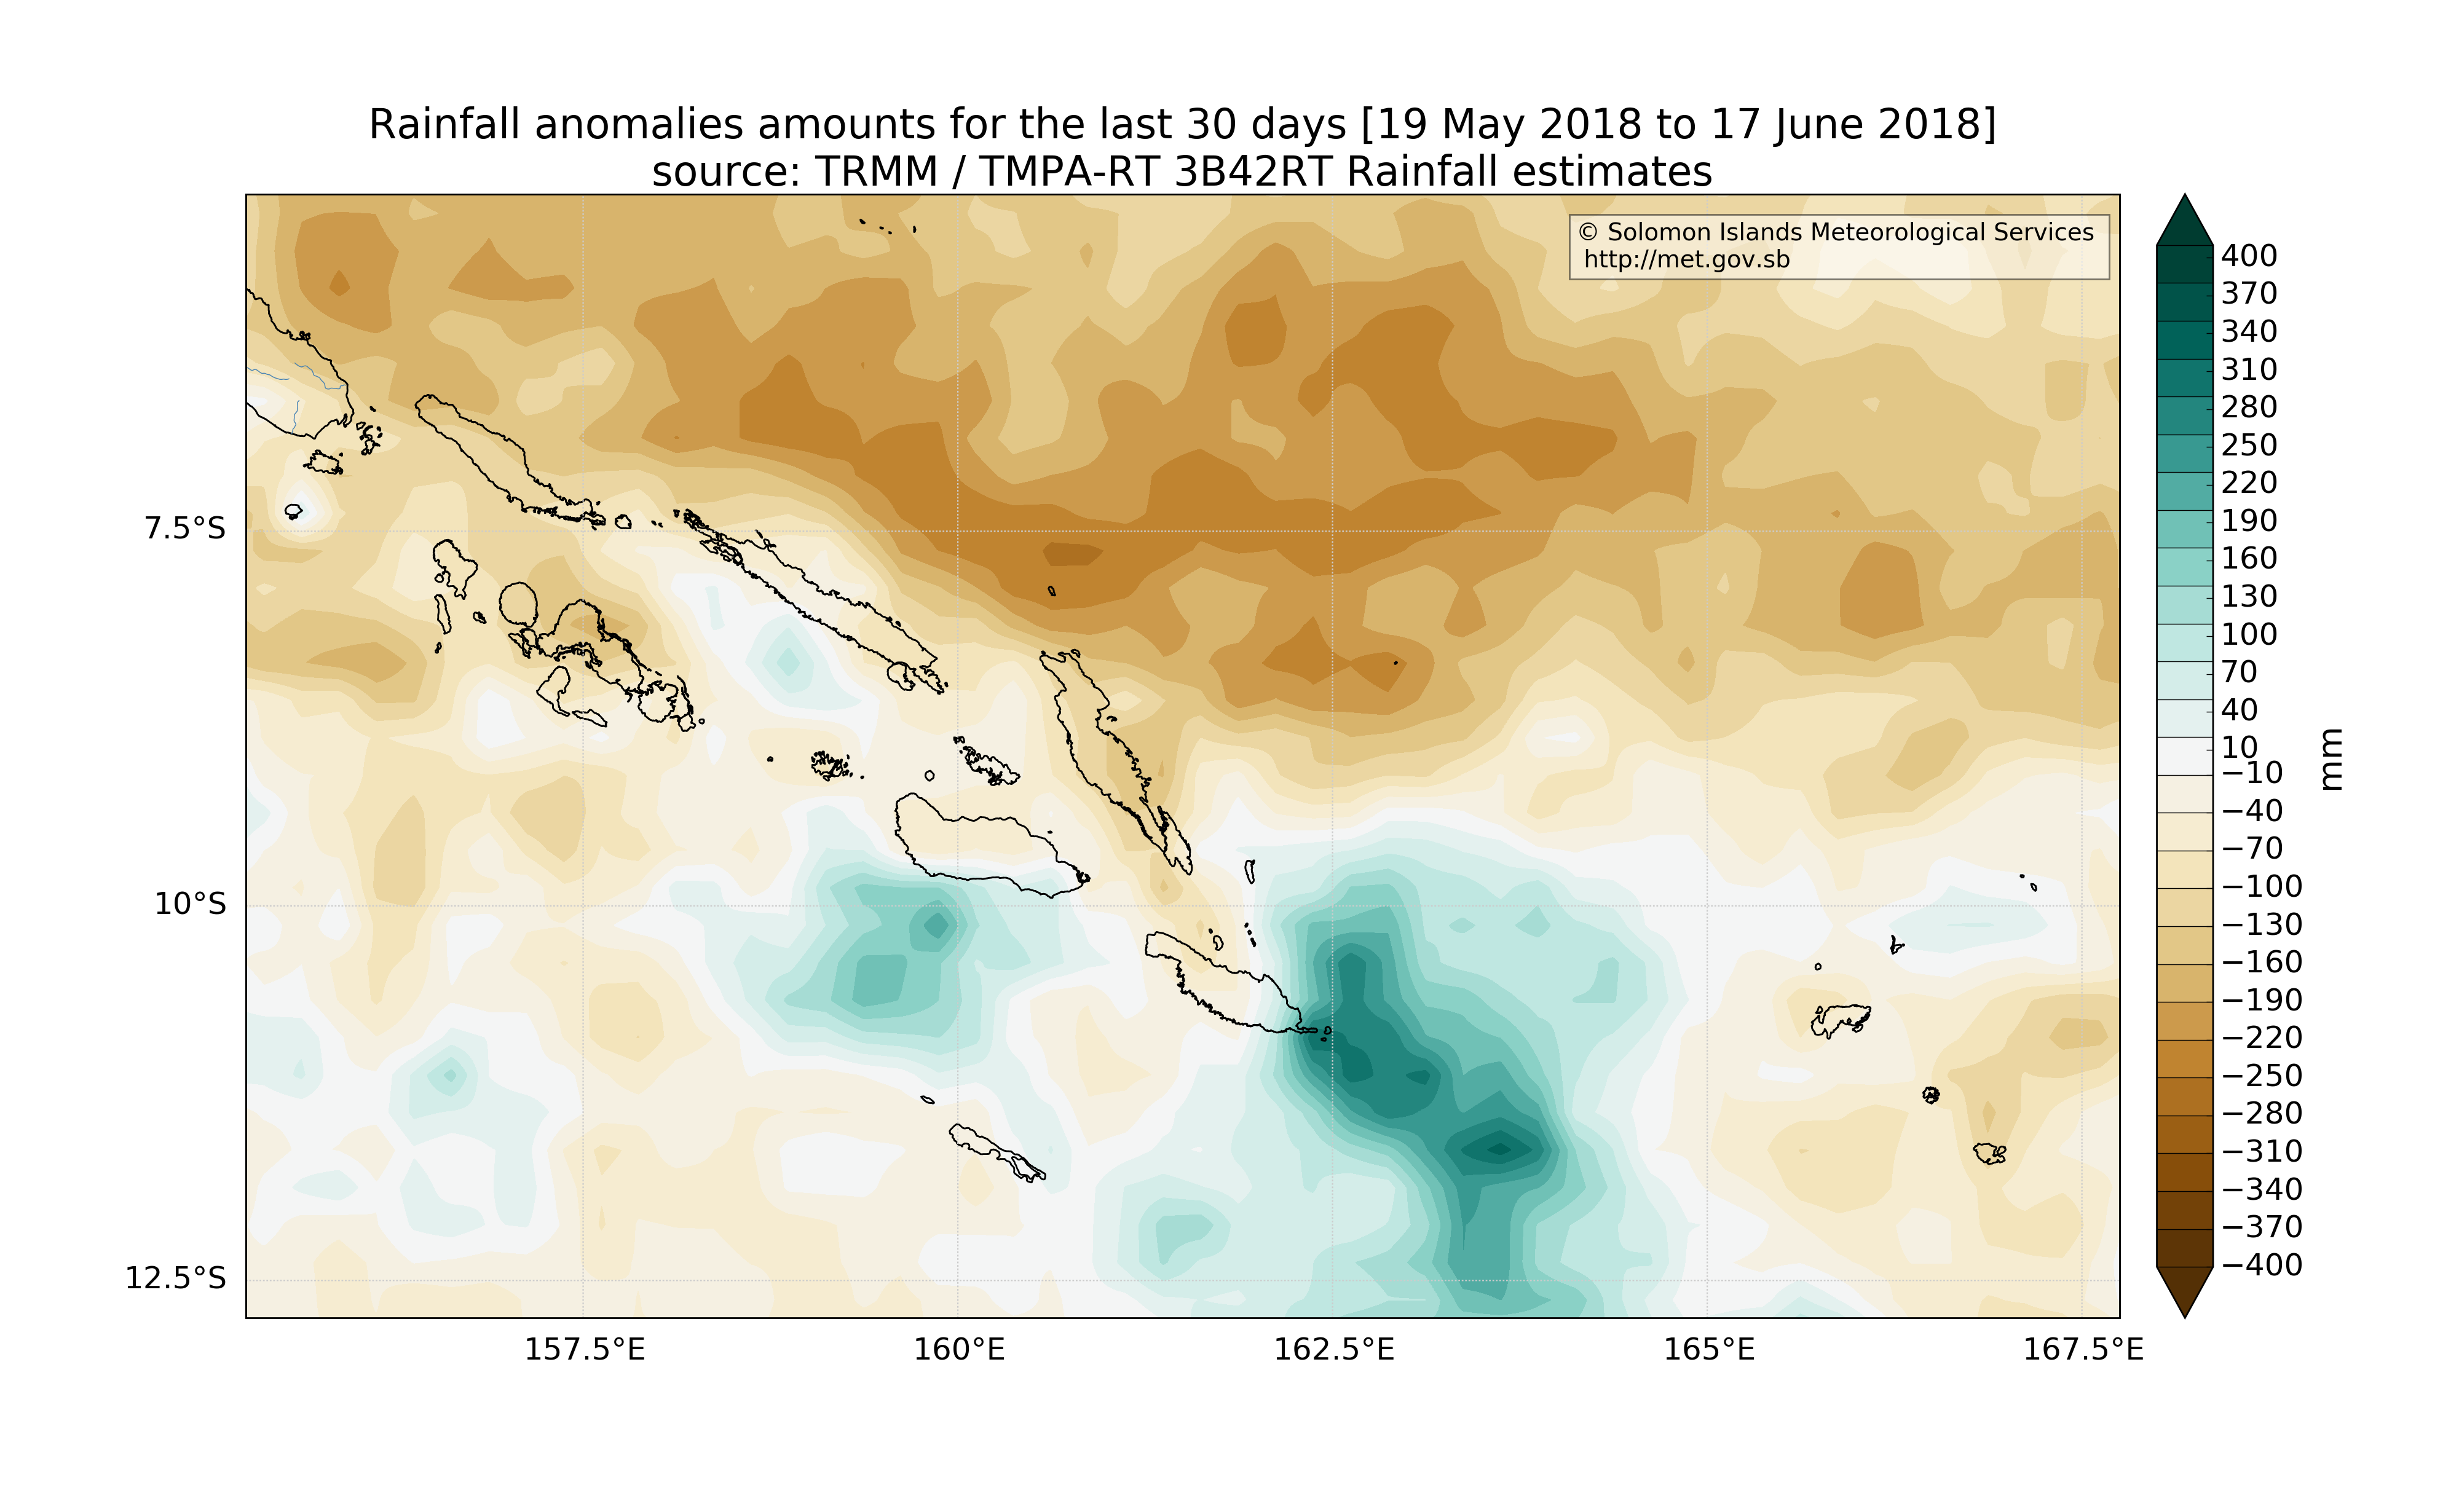 Rainfall anomalies amounts for the last 30 days [19 May 2018 to 17 June 2018]
source: TRMM / TMPA-RT 3B42RT Rainfall estimates
© Solomon Islands Meteorological Services
http://met.gov.sb
7.5°S
10°S
12.5°S
157.5°E
160°E
162.5°E
165°E
167.5°E
400
370
340
310
280
250
220
190
160
130
100
70
40
10
−10
−40
−70
−100
−130
−160
−190
−220
−250
−280
−310
−340
−370
−400
mm